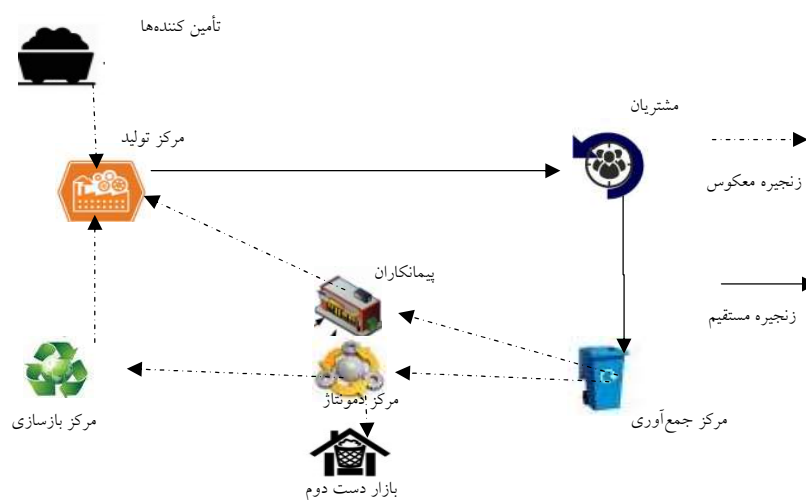 تأمین کننده‌ها
مشتریان
مرکز تولید
زنجیره معکوس
پیمانکاران
زنجیره مستقیم
مرکز دمونتاژ
مرکز بازسازی
مرکز جمع‌آوری
بازار دست دوم